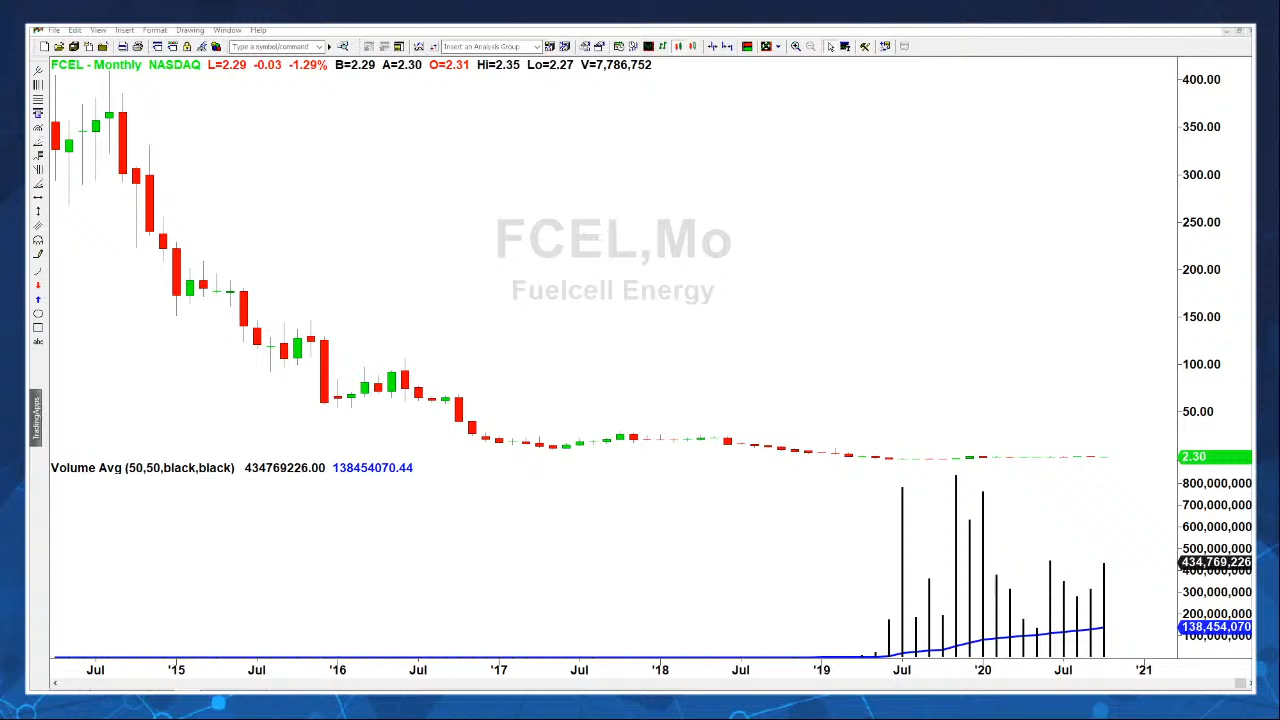 File Edit View Insert Format Drawing Window Help
Type a symbol/command Insert an Analysis Group
FCEL - Monthly NASDAQ L=2.29 -0.03 -1.29% B=2.29 A=2.30 O=2.31 Hi=2.35 Lo=2.27 V=7,786,752
400.00
350.00
300.00
250.00
200.00
150.00
100.00
50.00
2.30
FCEL,Mo
Fuelcell Energy
abc
TradingApps
Volume Avg (50,50,black,black) 434769226.00 138454070.44
800,000,000
700,000,000
600,000,000
500,000,000
434,769,226
400,000,000
300,000,000
200,000,000
138,454,070
100,000,000
Jul '15 Jul '16 Jul '17 Jul '18 Jul '19 Jul '20 Jul '21